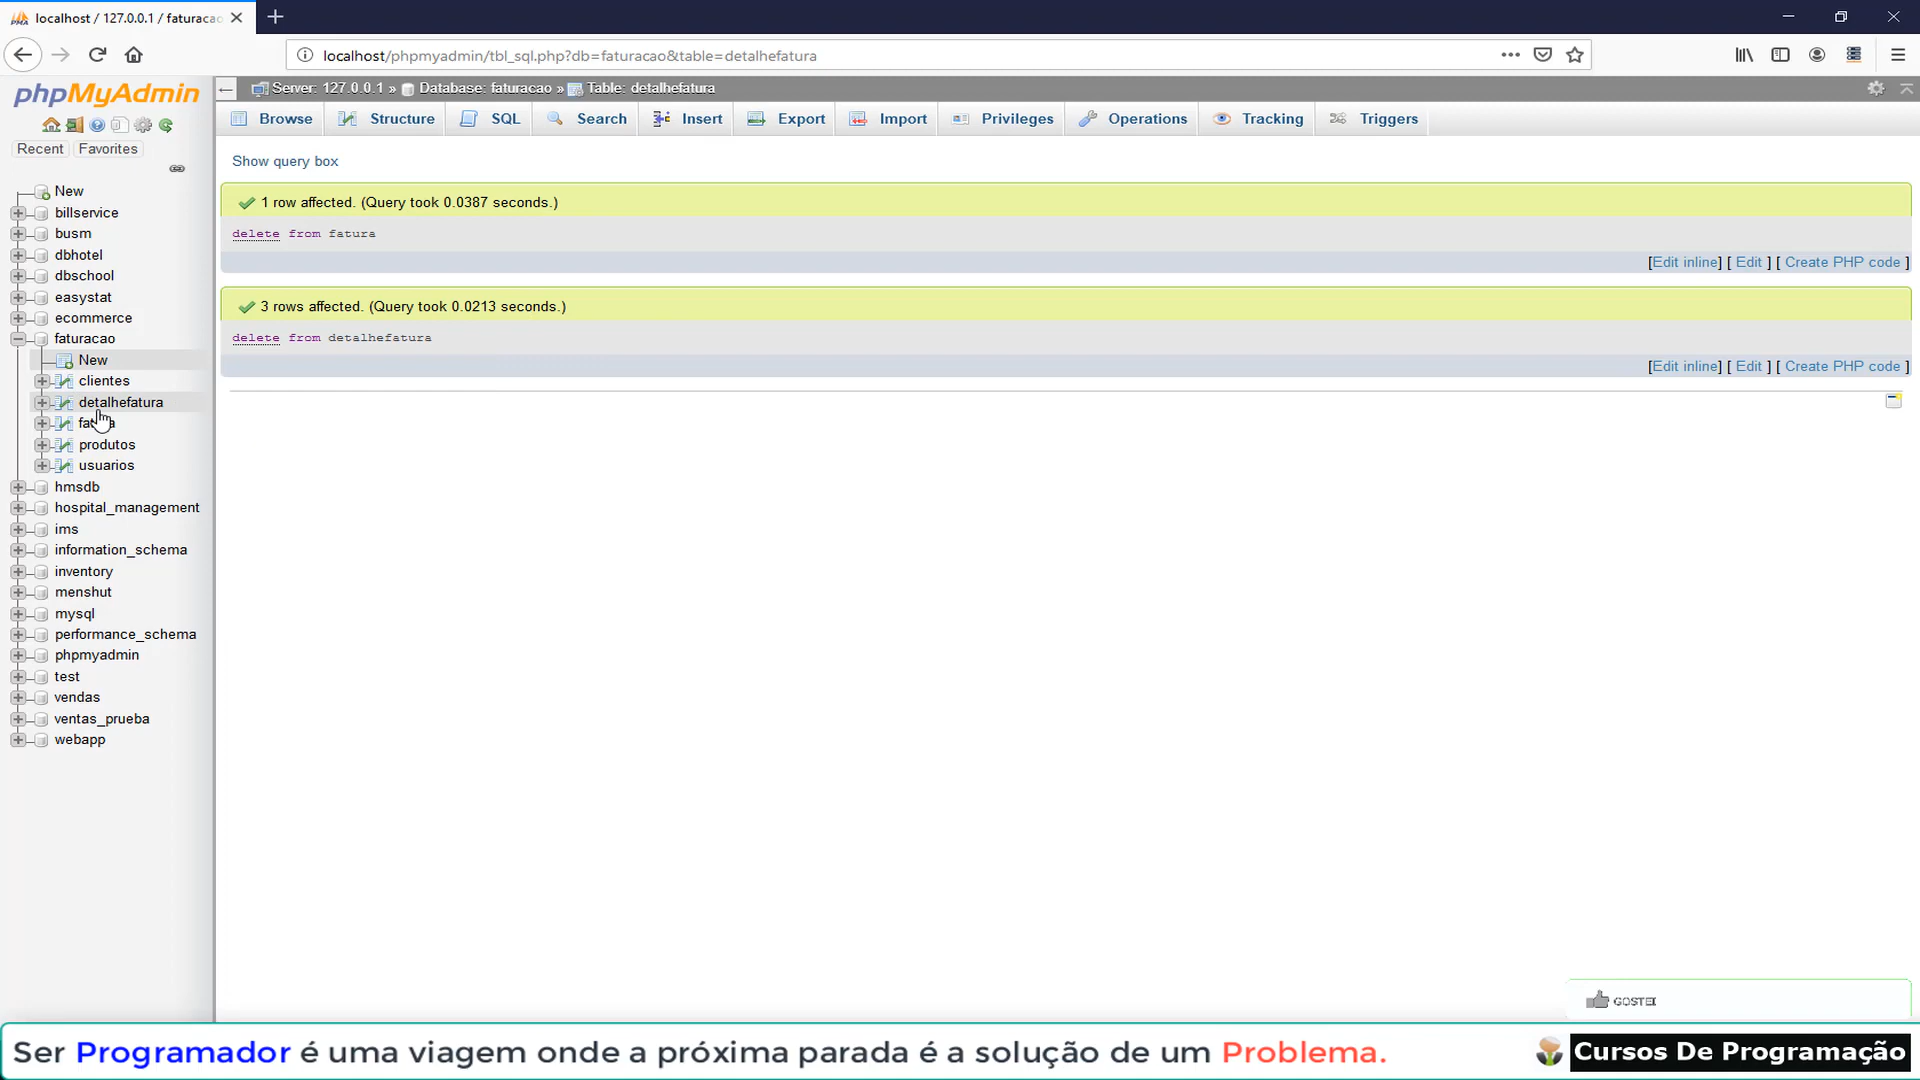 localhost / 127.0.0.1 / faturacao
localhost/phpmyadmin/tbl_sql.php?db=faturacao&table=detalhefatura
phpMyAdmin
Recent Favorites
New
billservice
busm
dbhotel
dbschool
easystat
ecommerce
faturacao
New
clientes
detalhefatura
produtos
usuarios
hmsdb
hospital_management
ims
information_schema
inventory
menshut
mysql
performance_schema
phpmyadmin
test
vendas
ventas_prueba
webapp
Server: 127.0.0.1 » Database: faturacao » Table: detalhefatura
Browse Structure SQL Search Insert Export Import Privileges Operations Tracking Triggers
Show query box
1 row affected. (Query took 0.0387 seconds.)
delete from fatura
[Edit inline] [ Edit ] [ Create PHP code ]
3 rows affected. (Query took 0.0213 seconds.)
delete from detalhefatura
[Edit inline] [ Edit ] [ Create PHP code ]
GOSTEI
Ser Programador é uma viagem onde a próxima parada é a solução de um Problema.
Cursos De Programação